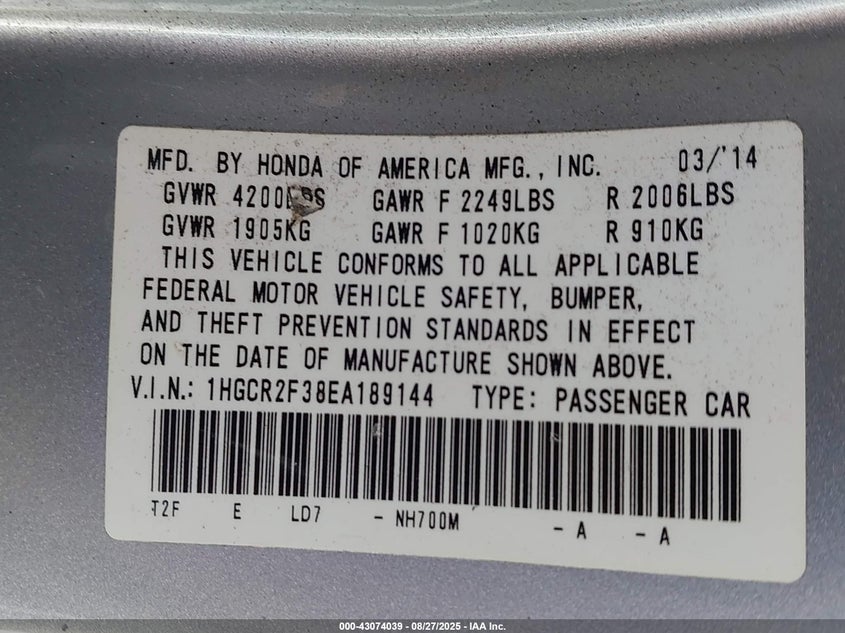 MFD. BY HONDA OF AMERICA MFG., INC. 03/'14
GVWR 4200LBS GAWR F 2249LBS R 2006LBS
GVWR 1905KG GAWR F 1020KG R 910KG
THIS VEHICLE CONFORMS TO ALL APPLICABLE
FEDERAL MOTOR VEHICLE SAFETY, BUMPER,
AND THEFT PREVENTION STANDARDS IN EFFECT
ON THE DATE OF MANUFACTURE SHOWN ABOVE.
V.I.N.: 1HGCR2F38EA189144 TYPE: PASSENGER CAR
T2F E LD7 - NH700M - A - A
000-43074039 - 08/27/2025 - IAA Inc.